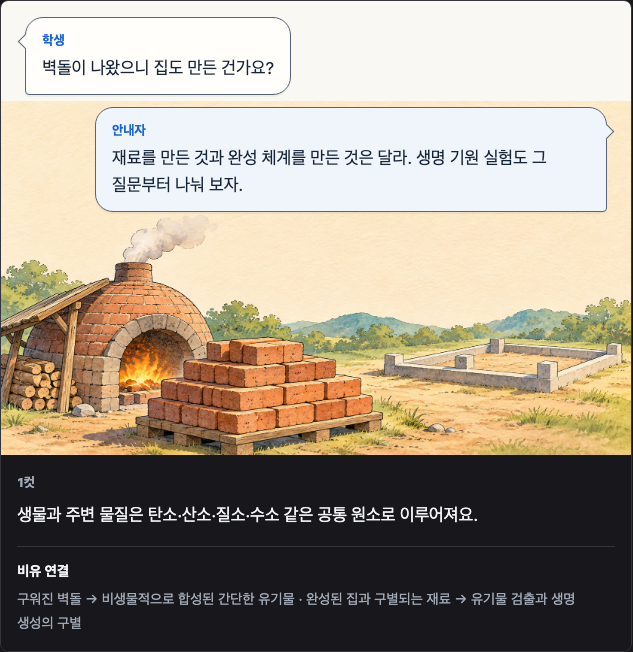 학생
벽돌이 나왔으니 집도 만든 건가요?
안내자
재료를 만든 것과 완성 체계를 만든 것은 달라. 생명 기원 실험도 그
질문부터 나눠 보자.
1컷
생물과 주변 물질은 탄소·산소·질소·수소 같은 공통 원소로 이루어져요.
비유 연결
구워진 벽돌 → 비생물적으로 합성된 간단한 유기물 · 완성된 집과 구별되는 재료 → 유기물 검출과 생명
생성의 구별